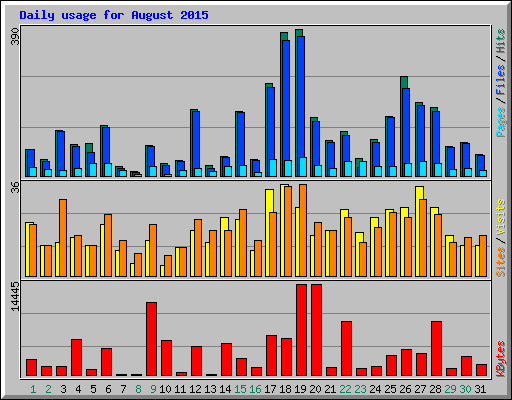 Daily usage for August 2015
390
Pages / Files / Hits
36
Sites / Visits
14445
KBytes
1 2 3 4 5 6 7 8 9 10 11 12 13 14 15 16 17 18 19 20 21 22 23 24 25 26 27 28 29 30 31